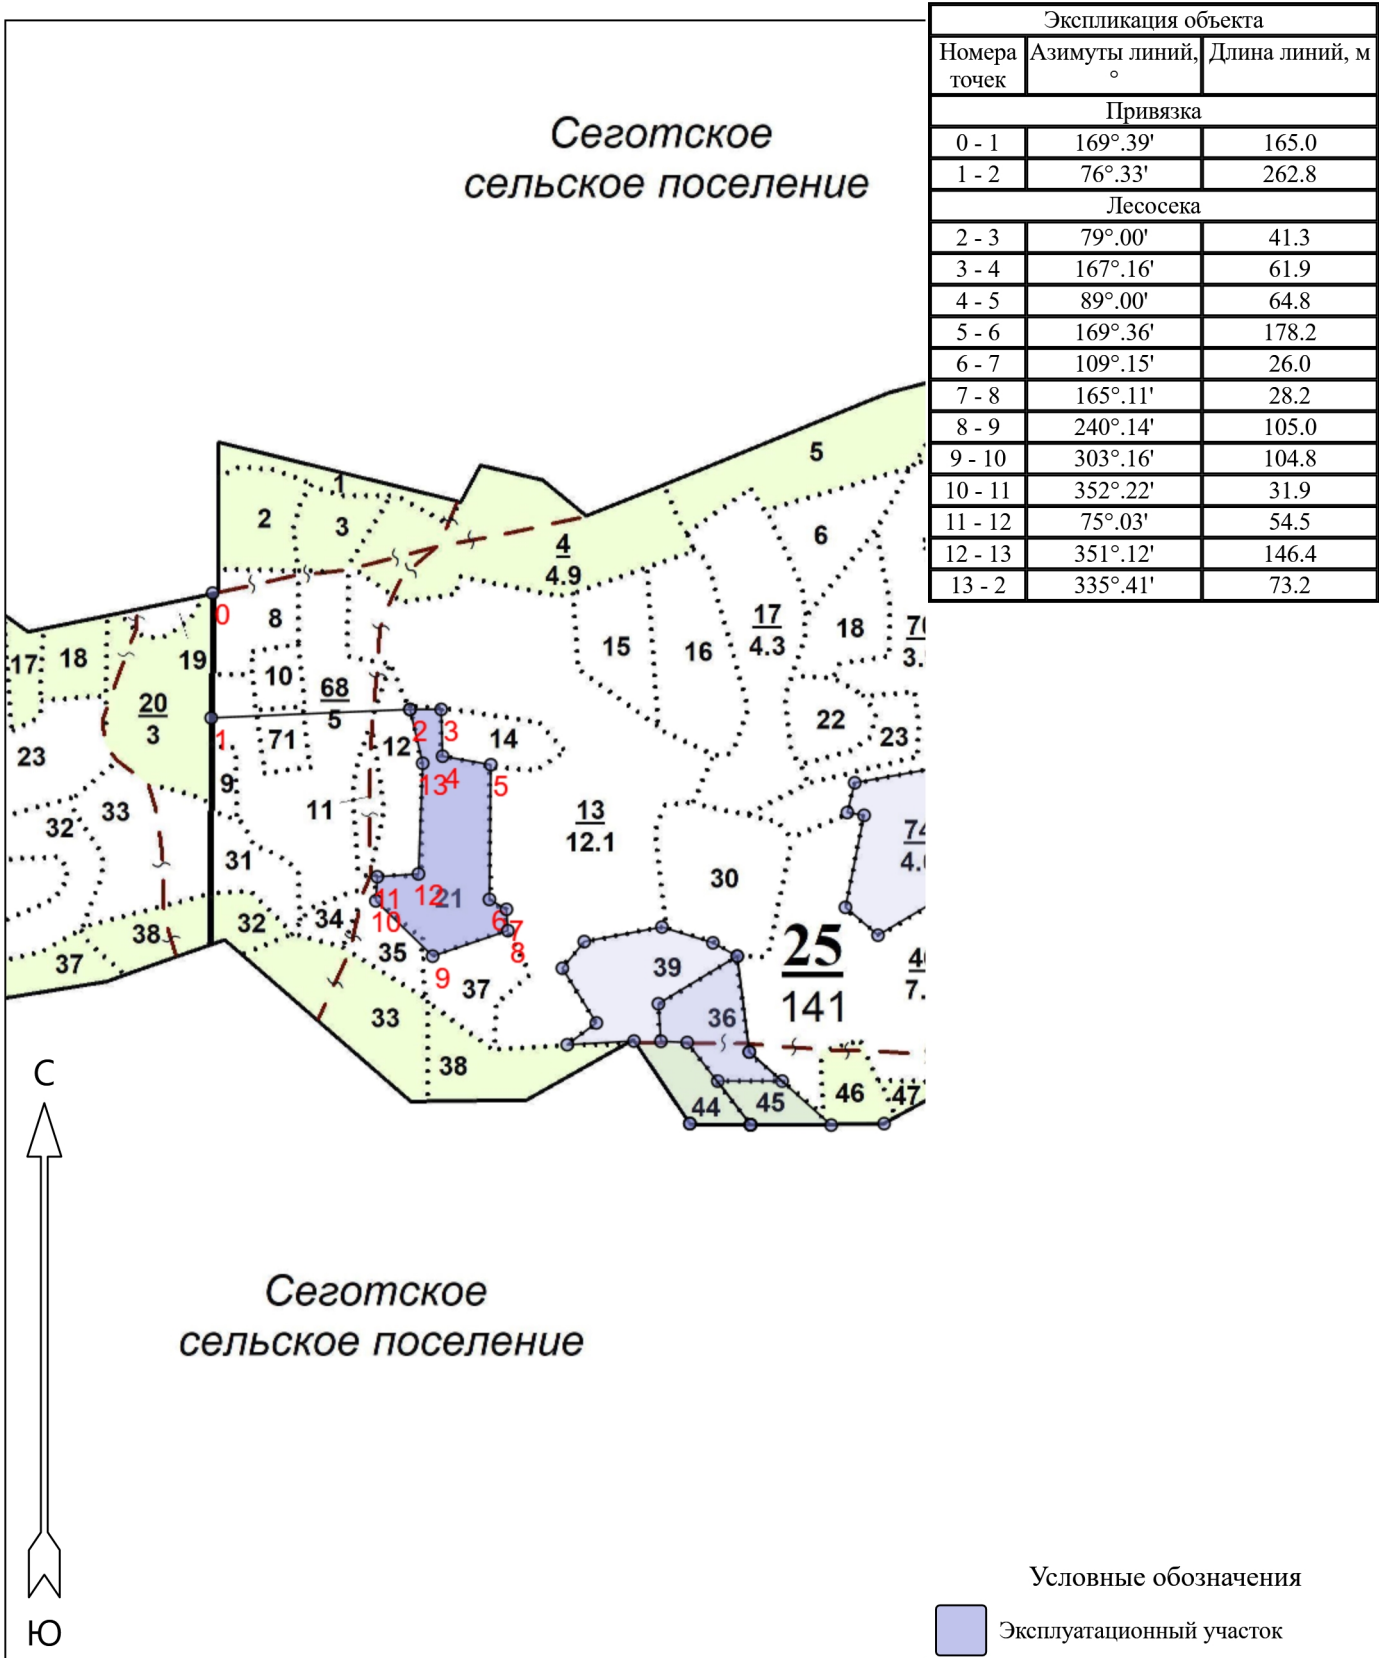 Экспликация объекта
Номера точек Азимуты линий, ° Длина линий, м
Привязка
0 - 1 169°.39' 165.0
1 - 2 76°.33' 262.8
Лесосека
2 - 3 79°.00' 41.3
3 - 4 167°.16' 61.9
4 - 5 89°.00' 64.8
5 - 6 169°.36' 178.2
6 - 7 109°.15' 26.0
7 - 8 165°.11' 28.2
8 - 9 240°.14' 105.0
9 - 10 303°.16' 104.8
10 - 11 352°.22' 31.9
11 - 12 75°.03' 54.5
12 - 13 351°.12' 146.4
13 - 2 335°.41' 73.2
Сеготское
сельское поселение
5
1
2
3
6
4
4.9
0
8
17
4.3
18
15
16
17
18
19
10
68
5
20
3
22
23
1
71
12
2
3
14
23
9
13
4
5
33
11
13
12.1
32
31
30
11
12
21
10
6
7
8
34
32
38
35
25
141
37
9
39
37
33
36
38
46
47
44
45
С
Сеготское
сельское поселение
Ю
Условные обозначения
Эксплуатационный участок